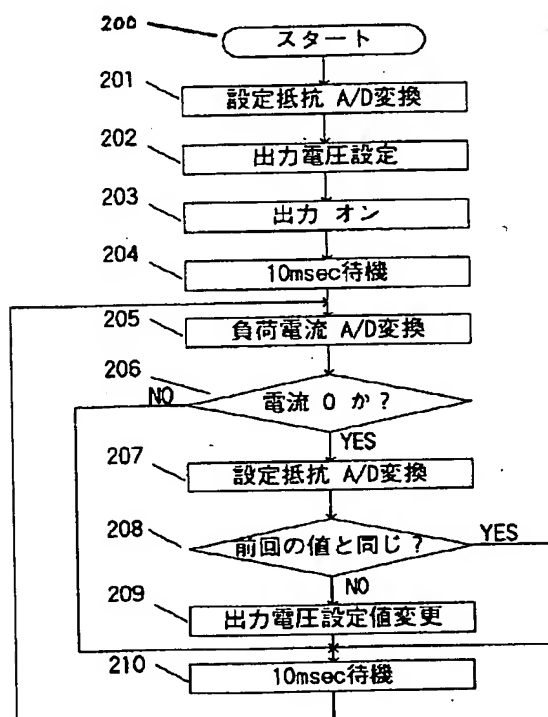 200
スタート
201
設定抵抗 A/D変換
202
出力電圧設定
203
出力 オン
204
10msec待機
205
負荷電流 A/D変換
206
NO
電流 0 か?
YES
207
設定抵抗 A/D変換
208
前回の値と同じ?
YES
NO
209
出力電圧設定値変更
210
10msec待機